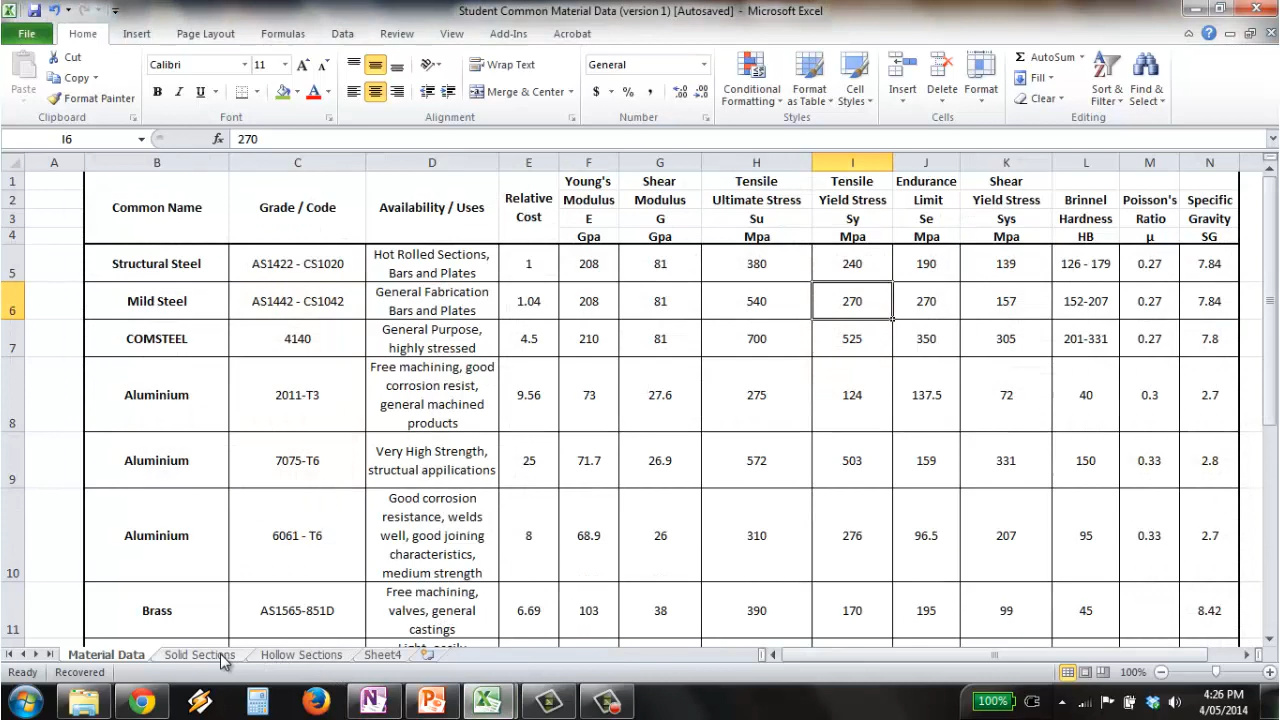 Student Common Material Data (version 1) [Autosaved] - Microsoft Excel
File Home Insert Page Layout Formulas Data Review View Add-Ins Acrobat
Paste
Cut
Copy
Format Painter
Clipboard
Calibri 11
B I U
Font
Wrap Text
Merge & Center
Alignment
General
$ % ,
Number
Conditional Formatting
Format as Table
Cell Styles
Styles
Insert Delete Format
Cells
Σ AutoSum
Fill
Clear
Sort & Filter
Find & Select
Editing
I6 fx 270
A B C D E F G H I J K L M N
1 Young's Shear Tensile Tensile Endurance Shear
2 Common Name Grade / Code Availability / Uses Relative Cost Modulus Modulus Ultimate Stress Yield Stress Limit Yield Stress Brinnel Poisson's Specific
3 E G Su Sy Se Sys Hardness Ratio Gravity
4 Gpa Gpa Mpa Mpa Mpa Mpa HB μ SG
5 Structural Steel AS1422 - CS1020 Hot Rolled Sections, Bars and Plates 1 208 81 380 240 190 139 126 - 179 0.27 7.84
6 Mild Steel AS1442 - CS1042 General Fabrication Bars and Plates 1.04 208 81 540 270 270 157 152-207 0.27 7.84
7 COMSTEEL 4140 General Purpose, highly stressed 4.5 210 81 700 525 350 305 201-331 0.27 7.8
8 Aluminium 2011-T3 Free machining, good corrosion resist, general machined products 9.56 73 27.6 275 124 137.5 72 40 0.3 2.7
9 Aluminium 7075-T6 Very High Strength, structual appilications 25 71.7 26.9 572 503 159 331 150 0.33 2.8
10 Aluminium 6061 - T6 Good corrosion resistance, welds well, good joining characteristics, medium strength 8 68.9 26 310 276 96.5 207 95 0.33 2.7
11 Brass AS1565-851D Free machining, valves, general castings 6.69 103 38 390 170 195 99 45 8.42
Material Data Solid Sections Hollow Sections Sheet4
Ready Recovered 100%
100% 4:26 PM
4/05/2014